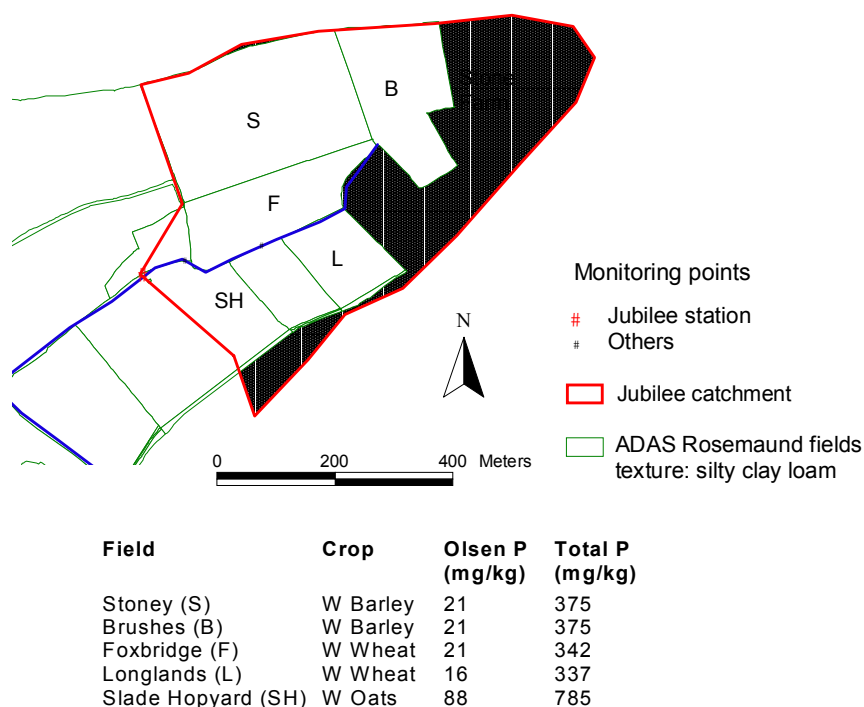 S
B
Stone
Farm
F
L
SH
N
Monitoring points
# Jubilee station
# Others
Jubilee catchment
ADAS Rosemaund fields
texture: silty clay loam
0 200 400 Meters
Field Crop Olsen P Total P
(mg/kg) (mg/kg)
Stoney (S) W Barley 21 375
Brushes (B) W Barley 21 375
Foxbridge (F) W Wheat 21 342
Longlands (L) W Wheat 16 337
Slade Hopyard (SH) W Oats 88 785